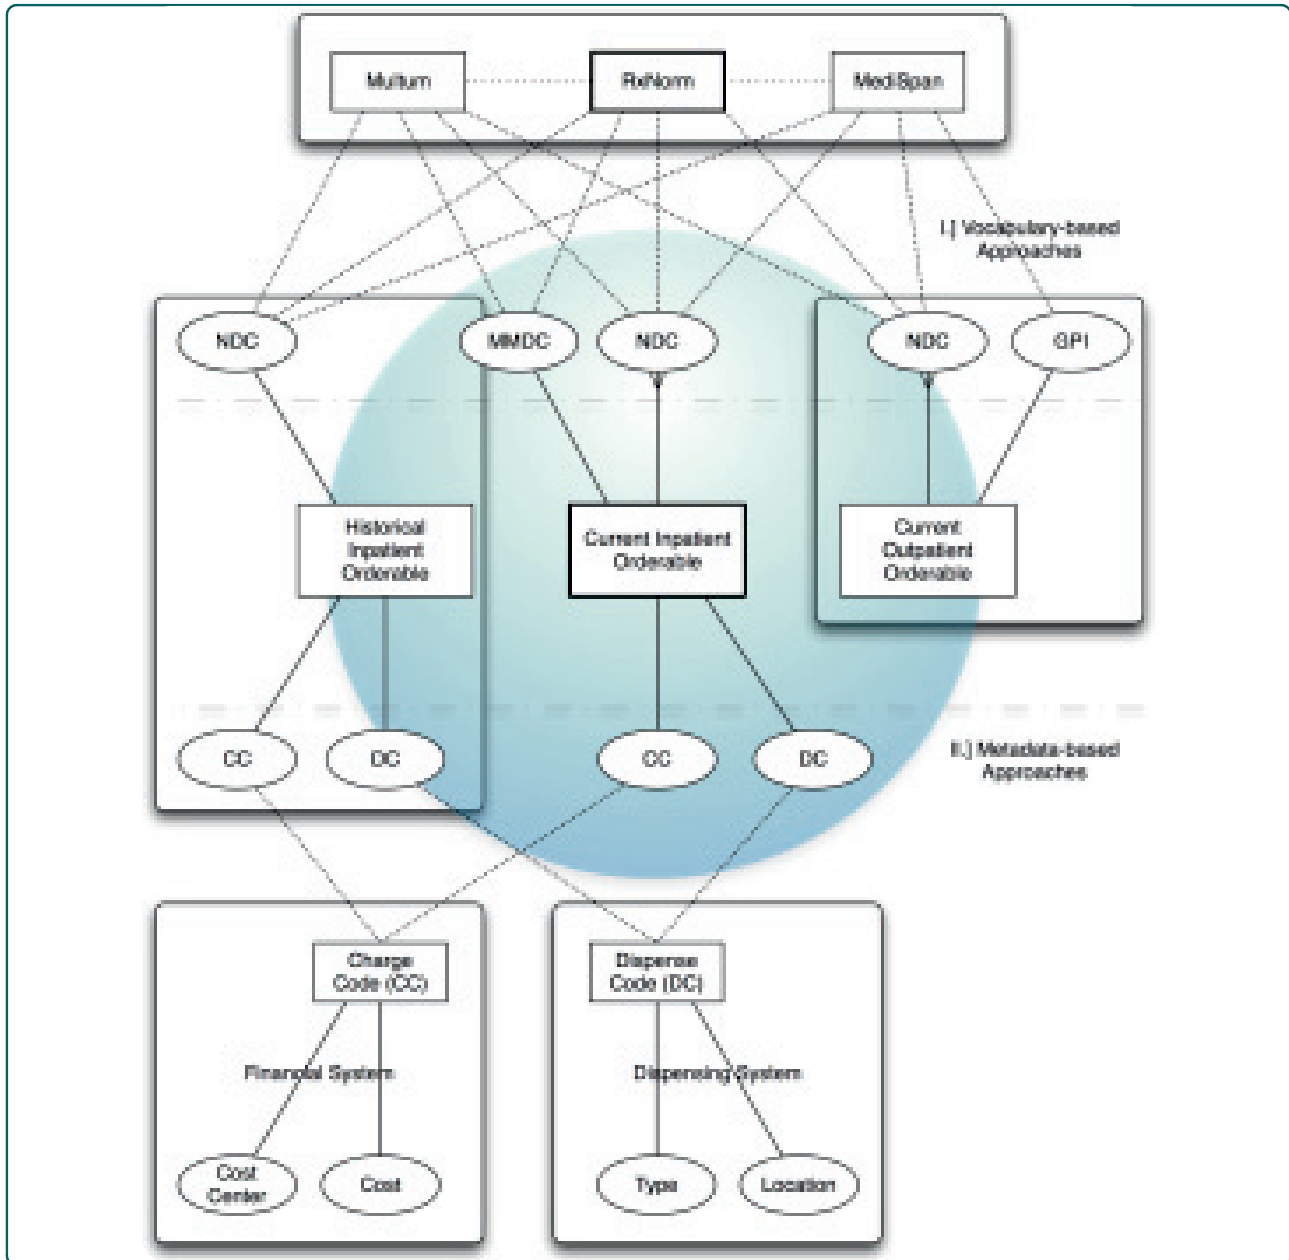 Multum
RxNorm
MediSpan
I.] Vocabulary-based
Approaches
NDC
MMDC
NDC
NDC
GPI
Historical
Inpatient
Orderable
Current Inpatient
Orderable
Current
Outpatient
Orderable
CC
DC
CC
DC
II.] Metadata-based
Approaches
Charge
Code (CC)
Dispense
Code (DC)
Financial System
Dispensing System
Cost
Center
Cost
Type
Location